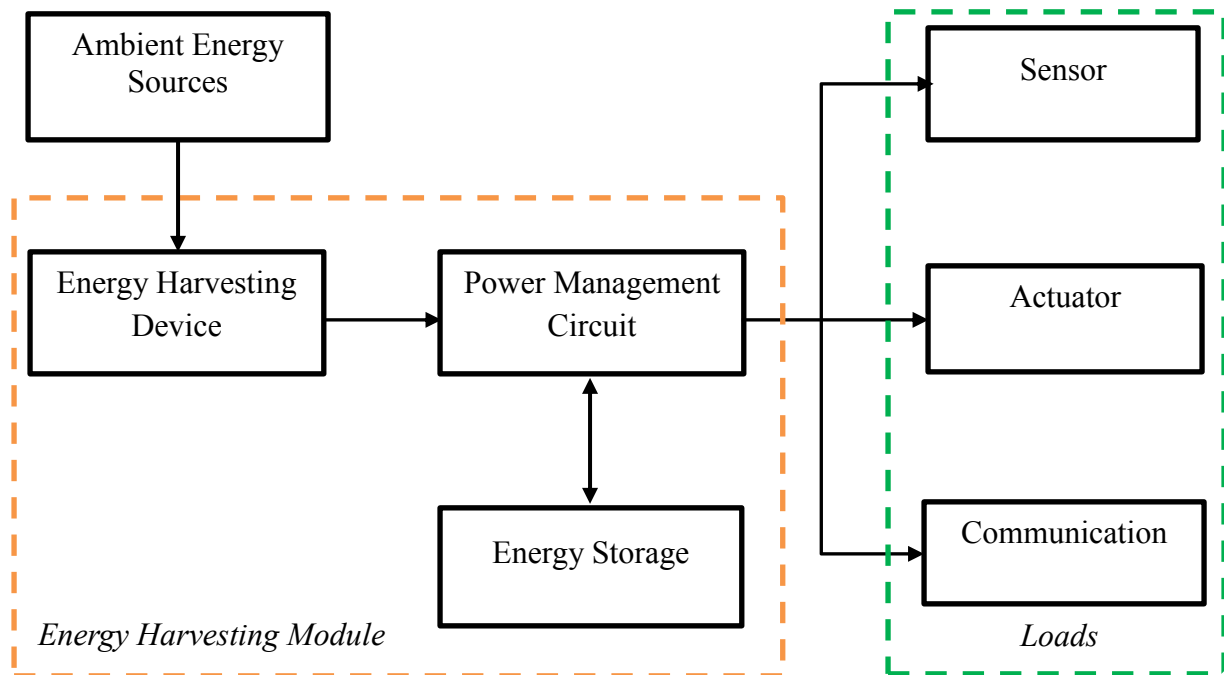 Ambient Energy
Sources
Sensor
Energy Harvesting
Device
Power Management
Circuit
Actuator
Energy Storage
Communication
Energy Harvesting Module
Loads